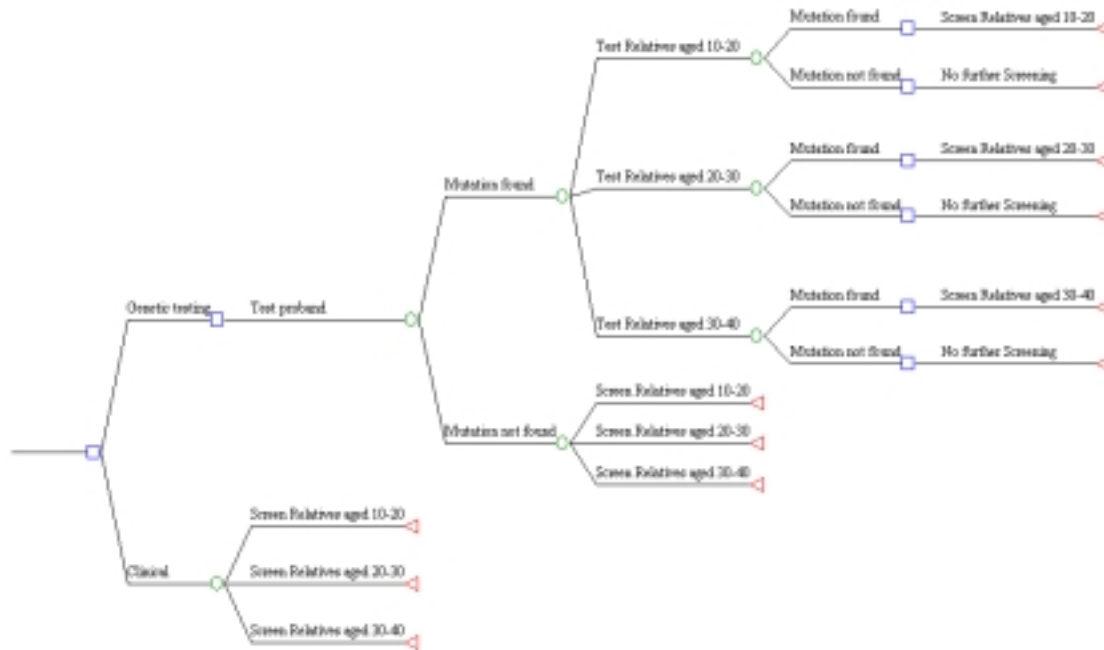 Mutation found
Screen Relatives aged 10-20
Test Relatives aged 10-20
Mutation not found
No further Screening
Mutation found
Screen Relatives aged 20-30
Mutation found
Test Relatives aged 20-30
Mutation not found
No further Screening
Genetic testing
Test proband
Mutation found
Screen Relatives aged 30-40
Test Relatives aged 30-40
Mutation not found
No further Screening
Screen Relatives aged 10-20
Mutation not found
Screen Relatives aged 20-30
Screen Relatives aged 30-40
Screen Relatives aged 10-20
Clinical
Screen Relatives aged 20-30
Screen Relatives aged 30-40